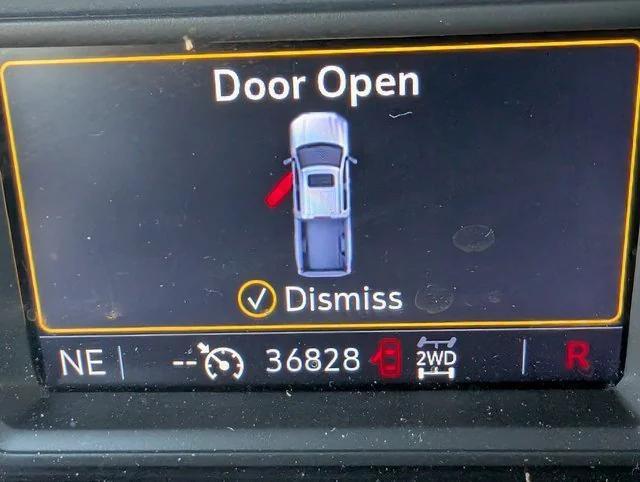 Door Open
Dismiss
NE -- 36828 2WD R